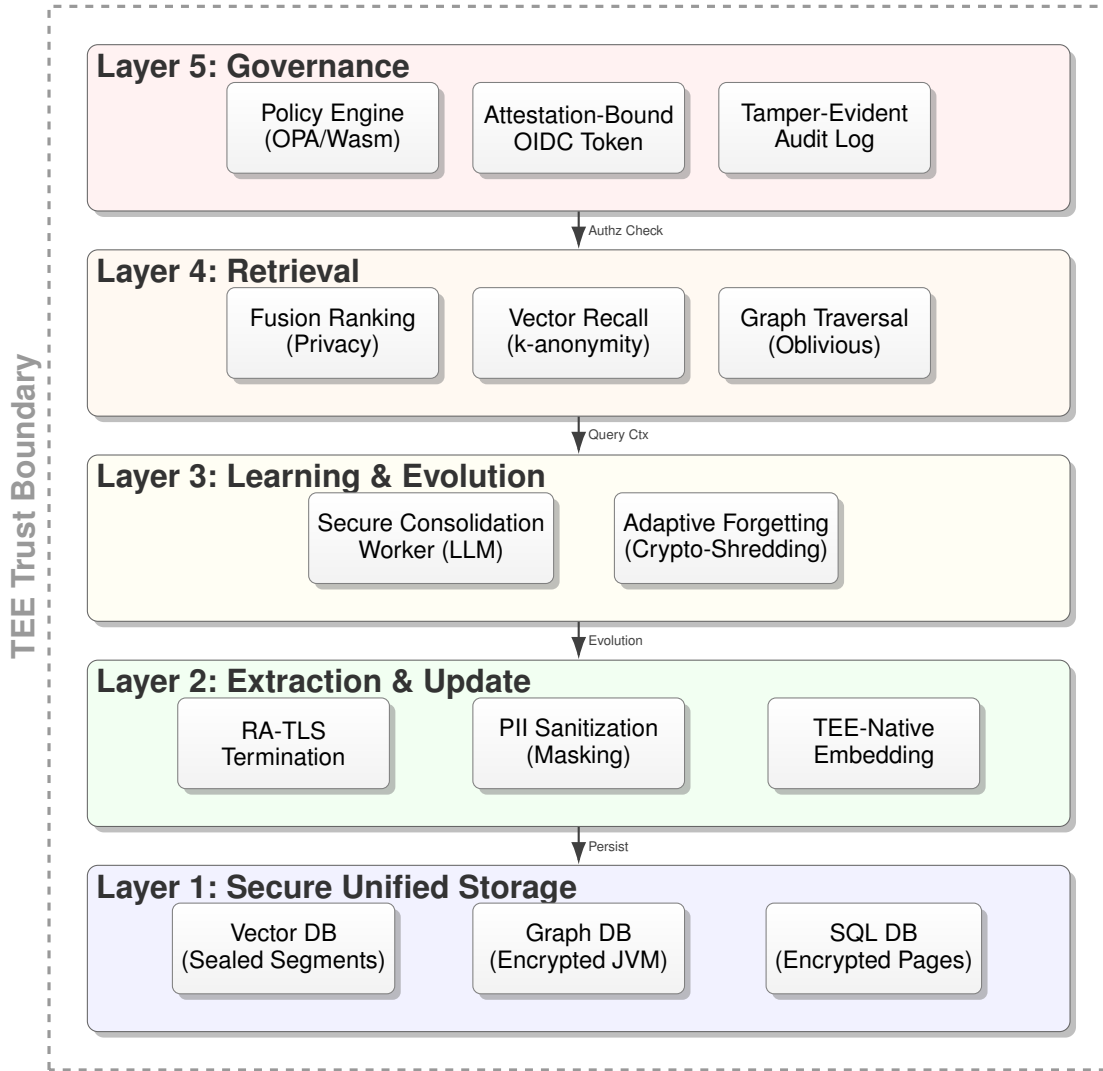 TEE Trust Boundary
Layer 5: Governance
Policy Engine
(OPA/Wasm)
Attestation-Bound
OIDC Token
Tamper-Evident
Audit Log
Authz Check
Layer 4: Retrieval
Fusion Ranking
(Privacy)
Vector Recall
(k-anonymity)
Graph Traversal
(Oblivious)
Query Ctx
Layer 3: Learning & Evolution
Secure Consolidation
Worker (LLM)
Adaptive Forgetting
(Crypto-Shredding)
Evolution
Layer 2: Extraction & Update
RA-TLS
Termination
PII Sanitization
(Masking)
TEE-Native
Embedding
Persist
Layer 1: Secure Unified Storage
Vector DB
(Sealed Segments)
Graph DB
(Encrypted JVM)
SQL DB
(Encrypted Pages)